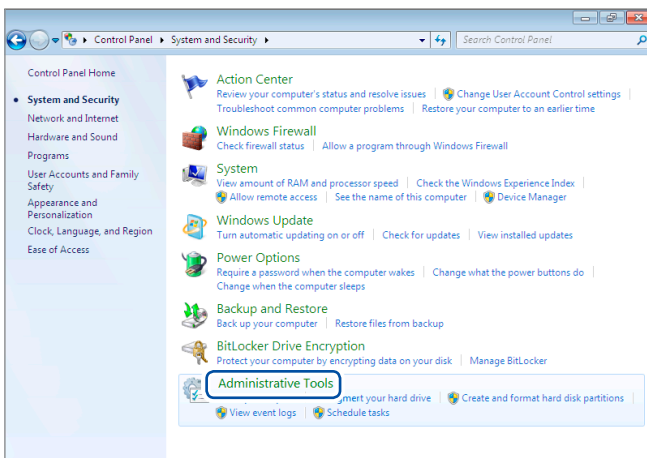 Control Panel ▸ System and Security ▸
Search Control Panel
Control Panel Home
System and Security
Network and Internet
Hardware and Sound
Programs
User Accounts and Family
Safety
Appearance and
Personalization
Clock, Language, and Region
Ease of Access
Action Center
Review your computer's status and resolve issues | Change User Account Control settings |
Troubleshoot common computer problems | Restore your computer to an earlier time
Windows Firewall
Check firewall status | Allow a program through Windows Firewall
System
View amount of RAM and processor speed | Check the Windows Experience Index |
Allow remote access | See the name of this computer | Device Manager
Windows Update
Turn automatic updating on or off | Check for updates | View installed updates
Power Options
Require a password when the computer wakes | Change what the power buttons do |
Change when the computer sleeps
Backup and Restore
Back up your computer | Restore files from backup
BitLocker Drive Encryption
Protect your computer by encrypting data on your disk | Manage BitLocker
Administrative Tools
your hard drive | Create and format hard disk partitions |
View event logs | Schedule tasks